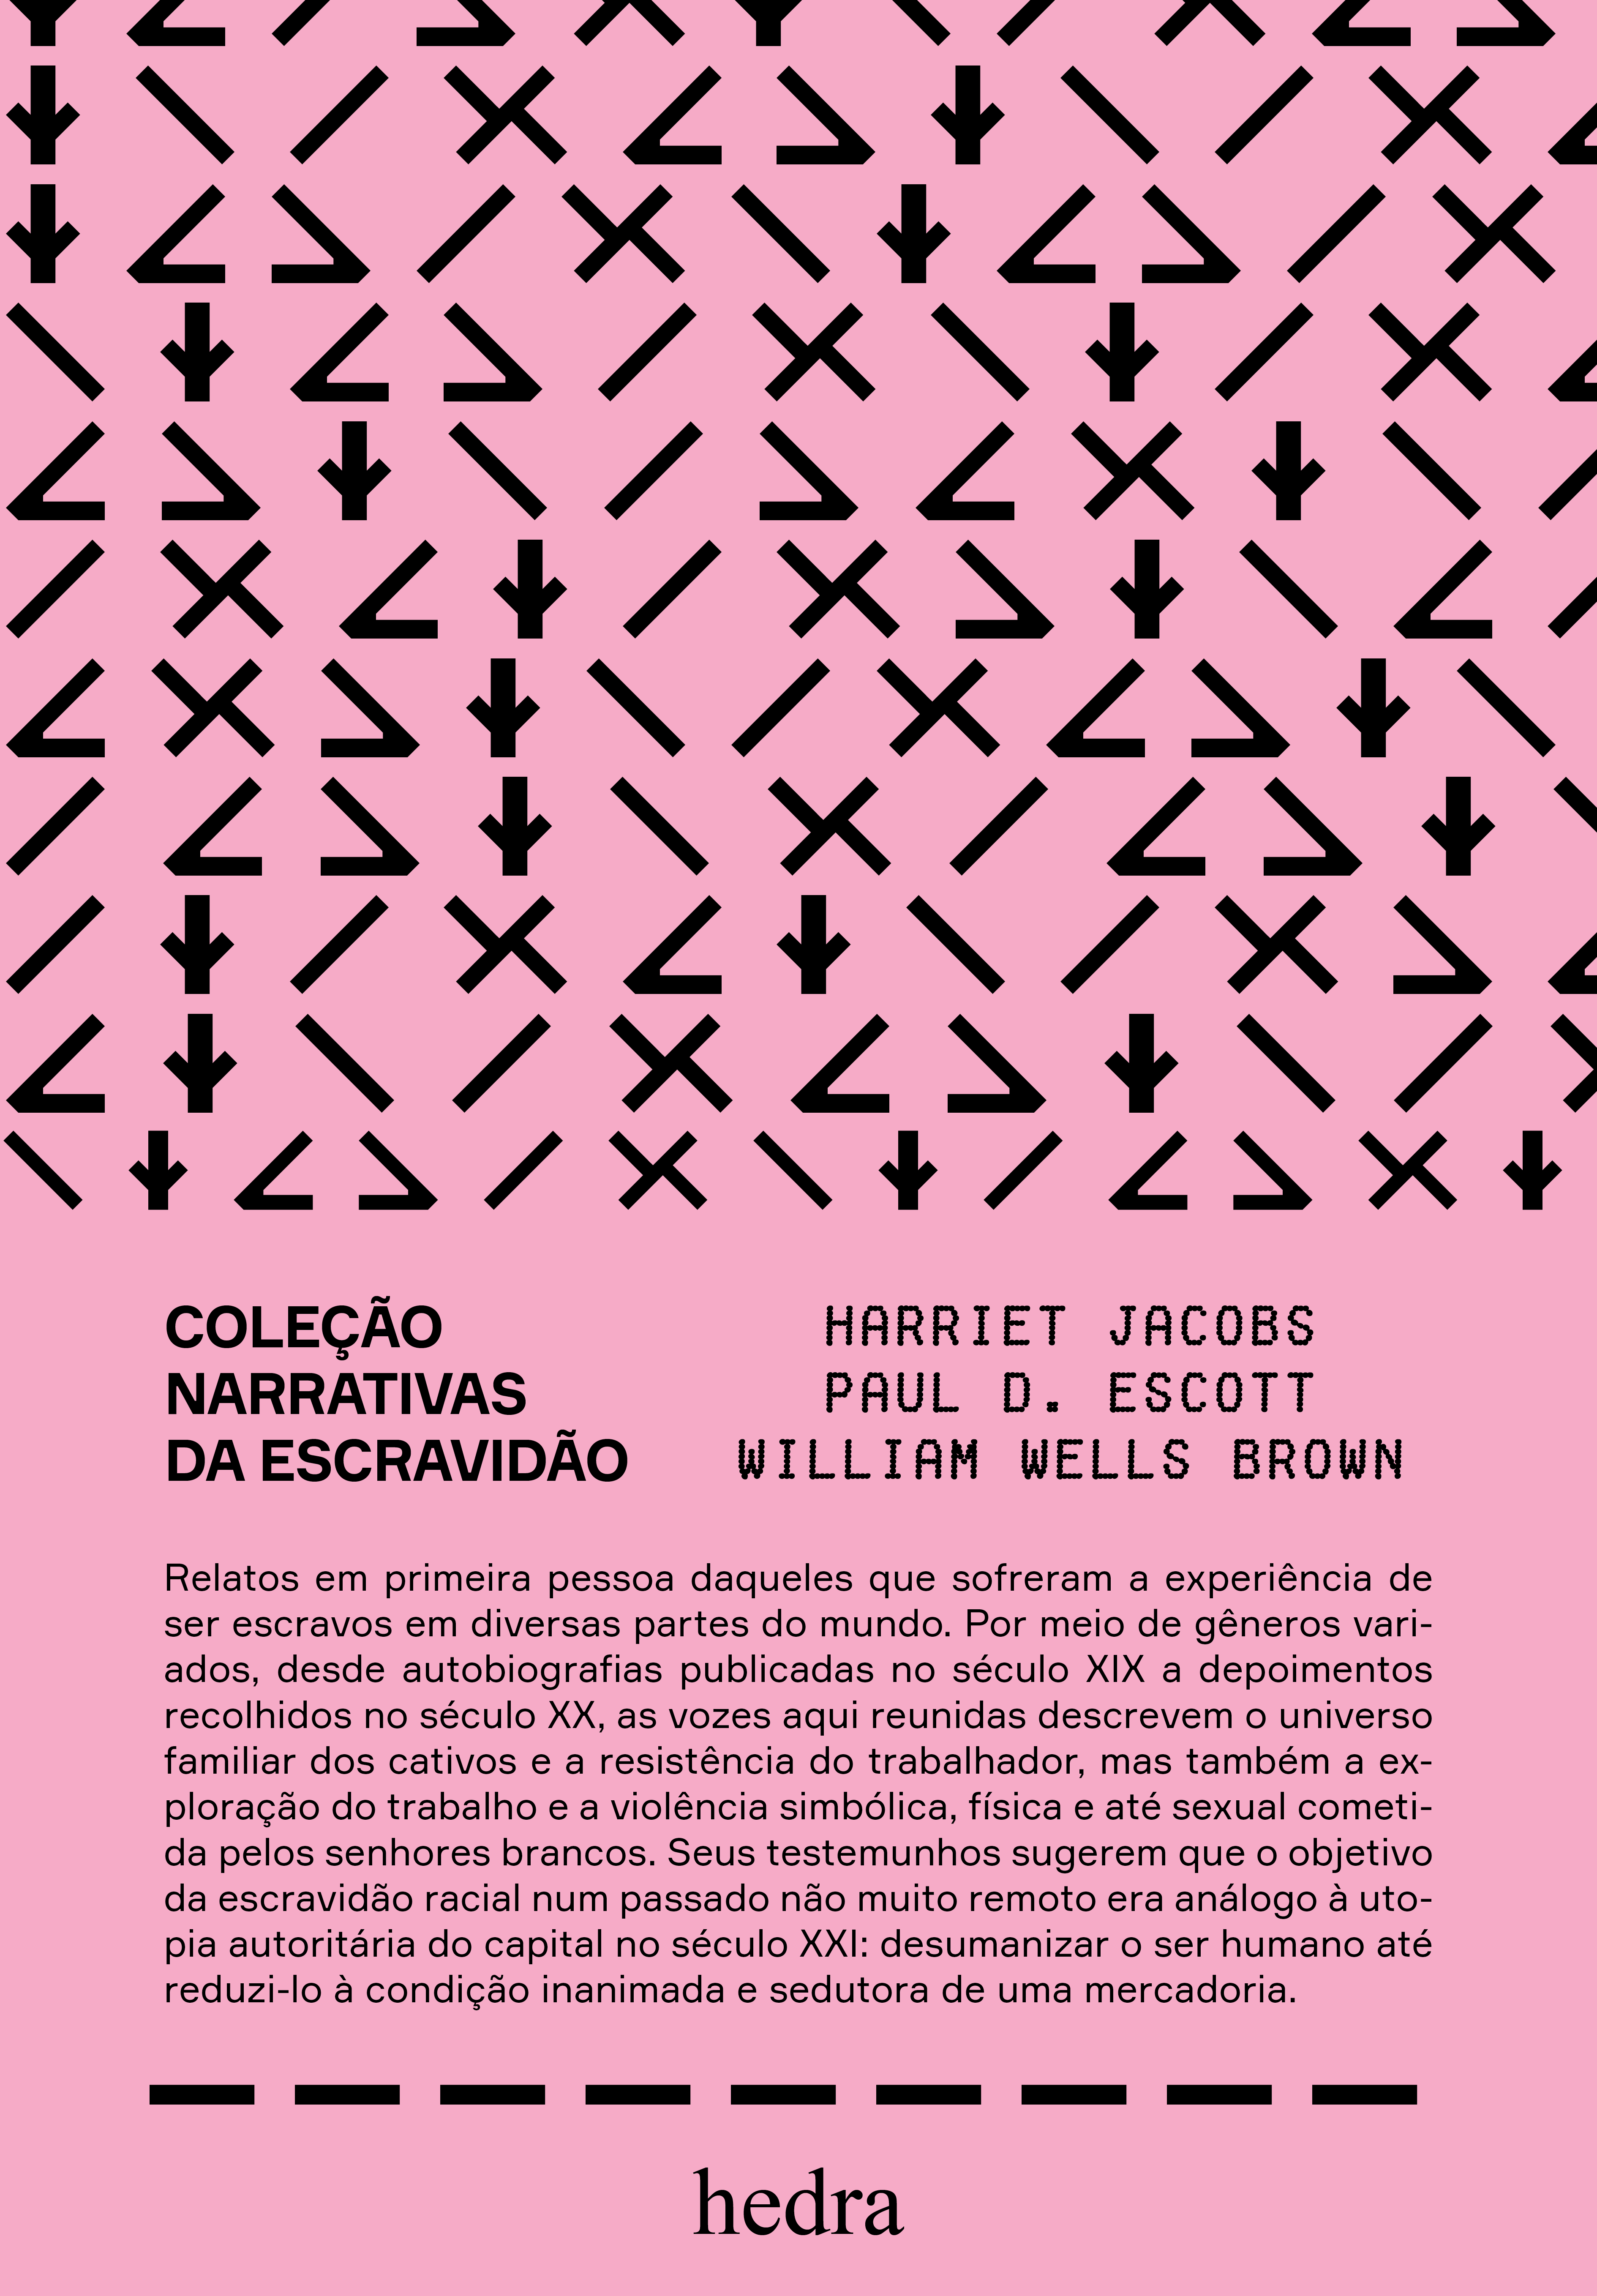 COLEÇÃO
NARRATIVAS
DA ESCRAVIDÃO
HARRIET JACOBS
PAUL D. ESCOTT
WILLIAM WELLS BROWN
Relatos em primeira pessoa daqueles que sofreram a experiência de
ser escravos em diversas partes do mundo. Por meio de gêneros vari-
ados, desde autobiografias publicadas no século XIX a depoimentos
recolhidos no século XX, as vozes aqui reunidas descrevem o universo
familiar dos cativos e a resistência do trabalhador, mas também a ex-
ploração do trabalho e a violência simbólica, física e até sexual cometi-
da pelos senhores brancos. Seus testemunhos sugerem que o objetivo
da escravidão racial num passado não muito remoto era análogo à uto-
pia autoritária do capital no século XXI: desumanizar o ser humano até
reduzi-lo à condição inanimada e sedutora de uma mercadoria.
hedra